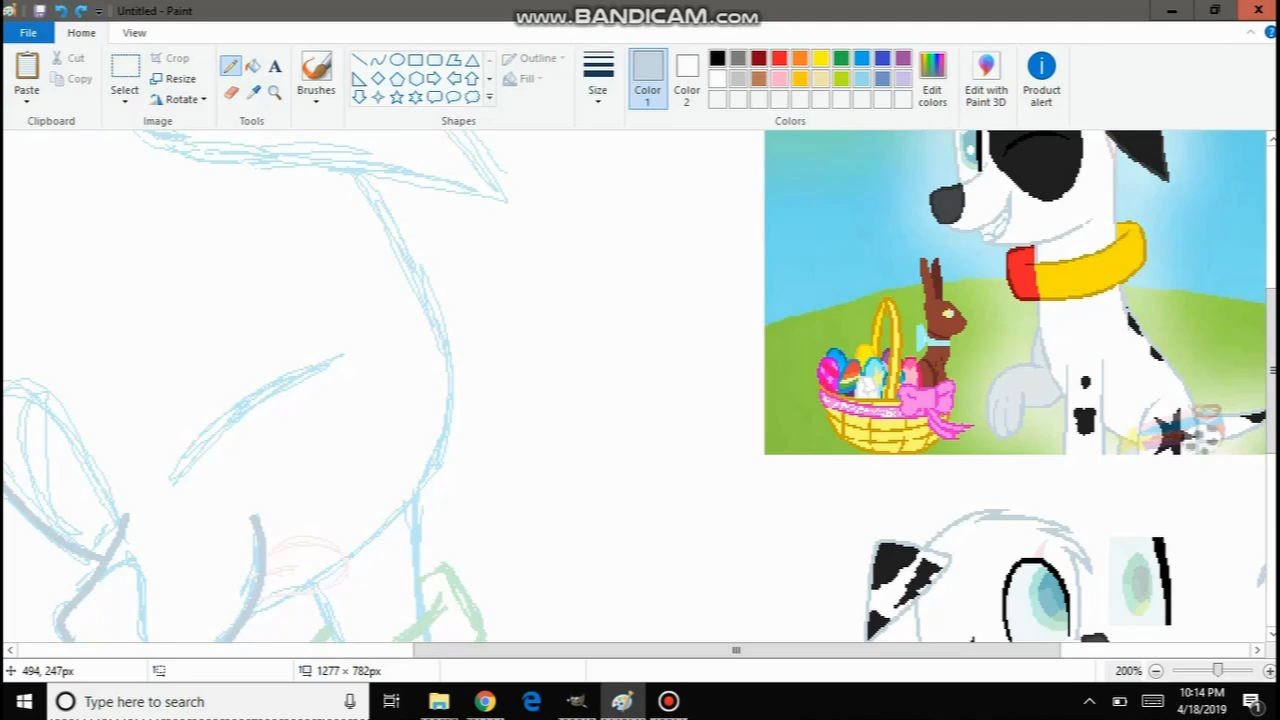 Untitled - Paint
www.BANDICAM.com
File
Home
View
Paste
Cut
Copy
Clipboard
Select
Crop
Resize
Rotate
Image
A
Tools
Brushes
Outline
Fill
Shapes
Size
Color 1
Color 2
Edit colors
Colors
Edit with Paint 3D
Product alert
494, 247px
1277 × 782px
200%
Type here to search
10:14 PM
4/18/2019